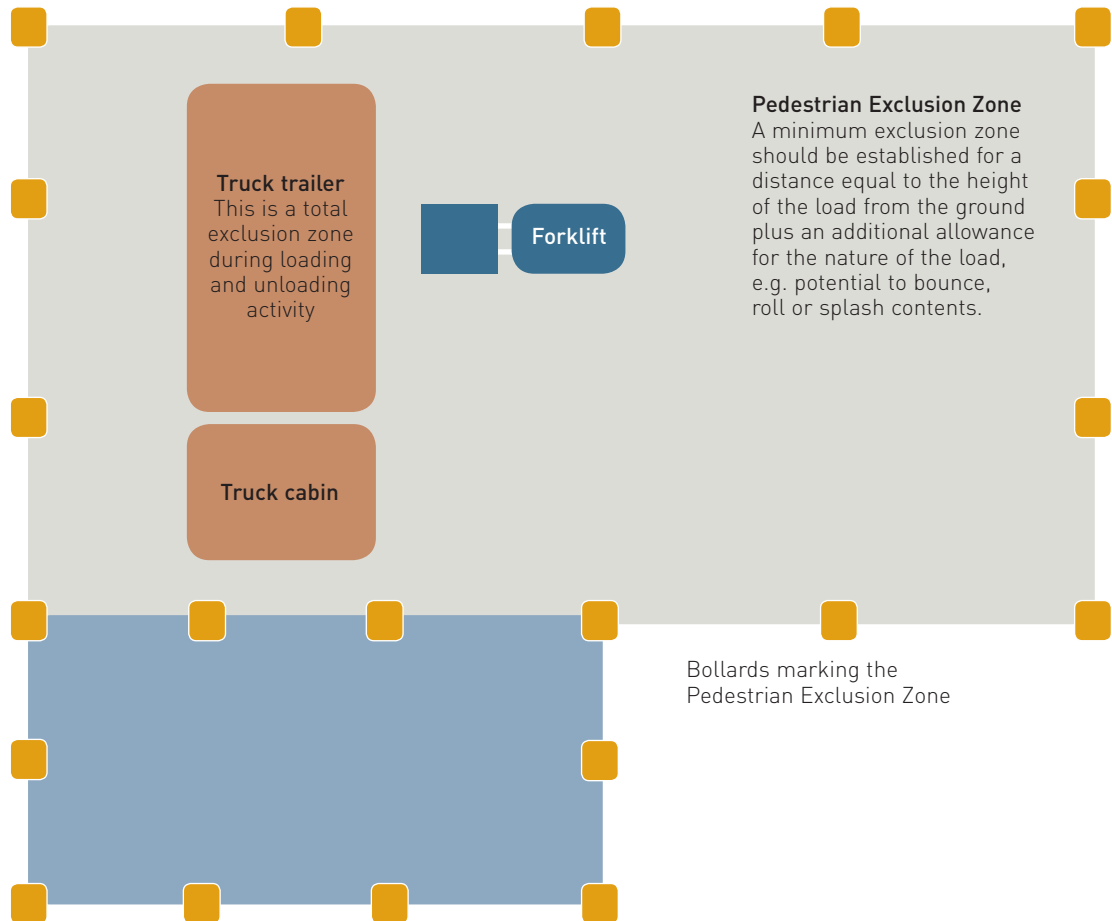 Truck trailer
This is a total
exclusion zone
during loading
and unloading
activity
Forklift
Pedestrian Exclusion Zone
A minimum exclusion zone
should be established for a
distance equal to the height
of the load from the ground
plus an additional allowance
for the nature of the load,
e.g. potential to bounce,
roll or splash contents.
Truck cabin
Bollards marking the
Pedestrian Exclusion Zone